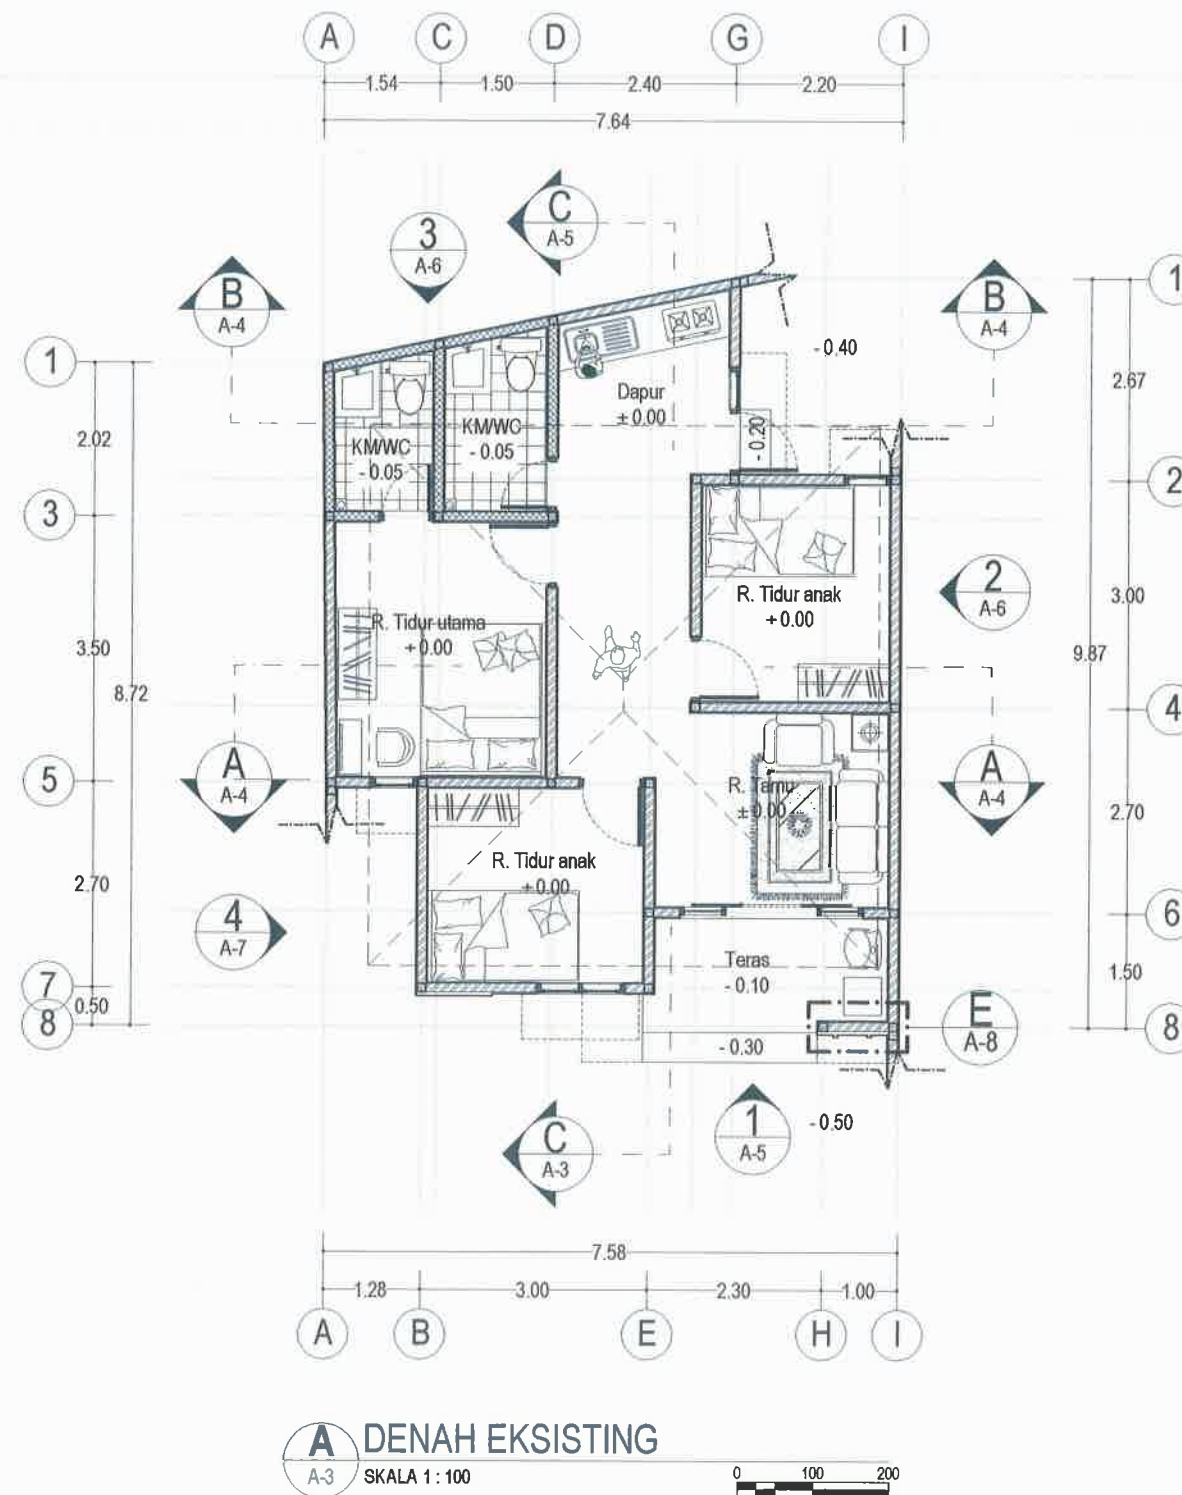 A C D G I
1.54 1.50 2.40 2.20
7.64
C
A-5
3
A-6
B
A-4
B
A-4
1
1
- 0.40
Dapur
± 0.00
2.67
KM/WC
- 0.05
KM/WC
- 0.05
- 0.20
2.02
2
3
R. Tidur anak
+ 0.00
2
A-6
3.00
R. Tidur utama
+ 0.00
3.50
9.87
8.72
4
A
A-4
5
A
A-4
R. Tamu
± 0.00
2.70
R. Tidur anak
+ 0.00
2.70
4
A-7
6
Teras
- 0.10
1.50
7
0.50
8
E
A-8
8
- 0.30
1
A-5
- 0.50
C
A-3
7.58
1.28 3.00 2.30 1.00
A B E H I
A
A-3
DENAH EKSISTING
SKALA 1 : 100
0 100 200